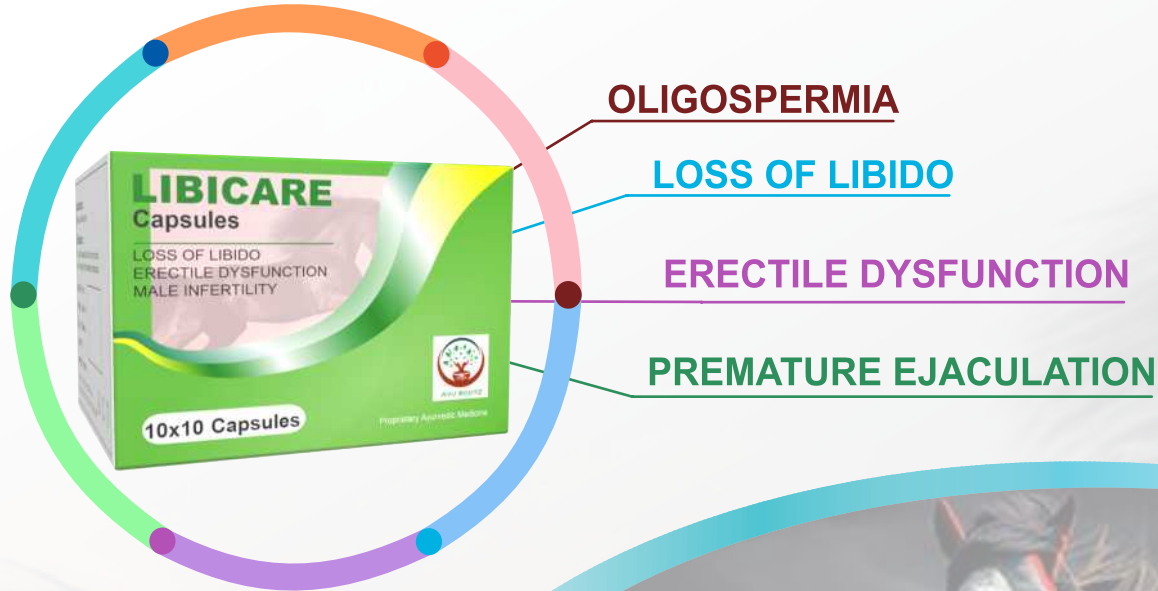 OLIGOSPERMIA
LOSS OF LIBIDO
ERECTILE DYSFUNCTION
PREMATURE EJACULATION
LIBICARE
Capsules
LOSS OF LIBIDO
ERECTILE DYSFUNCTION
MALE INFERTILITY
10x10 Capsules
Proprietary Ayurvedic Medicine